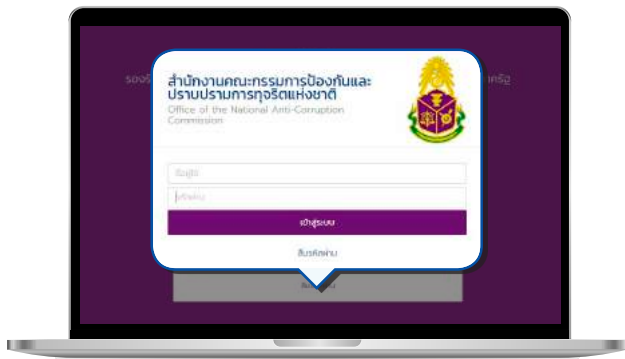 สำนักงานคณะกรรมการป้องกันและ
ปราบปรามการทุจริตแห่งชาติ
Office of the National Anti-Corruption
Commission
ชื่อผู้ใช้
รหัสผ่าน
เข้าสู่ระบบ
ลืมรหัสผ่าน